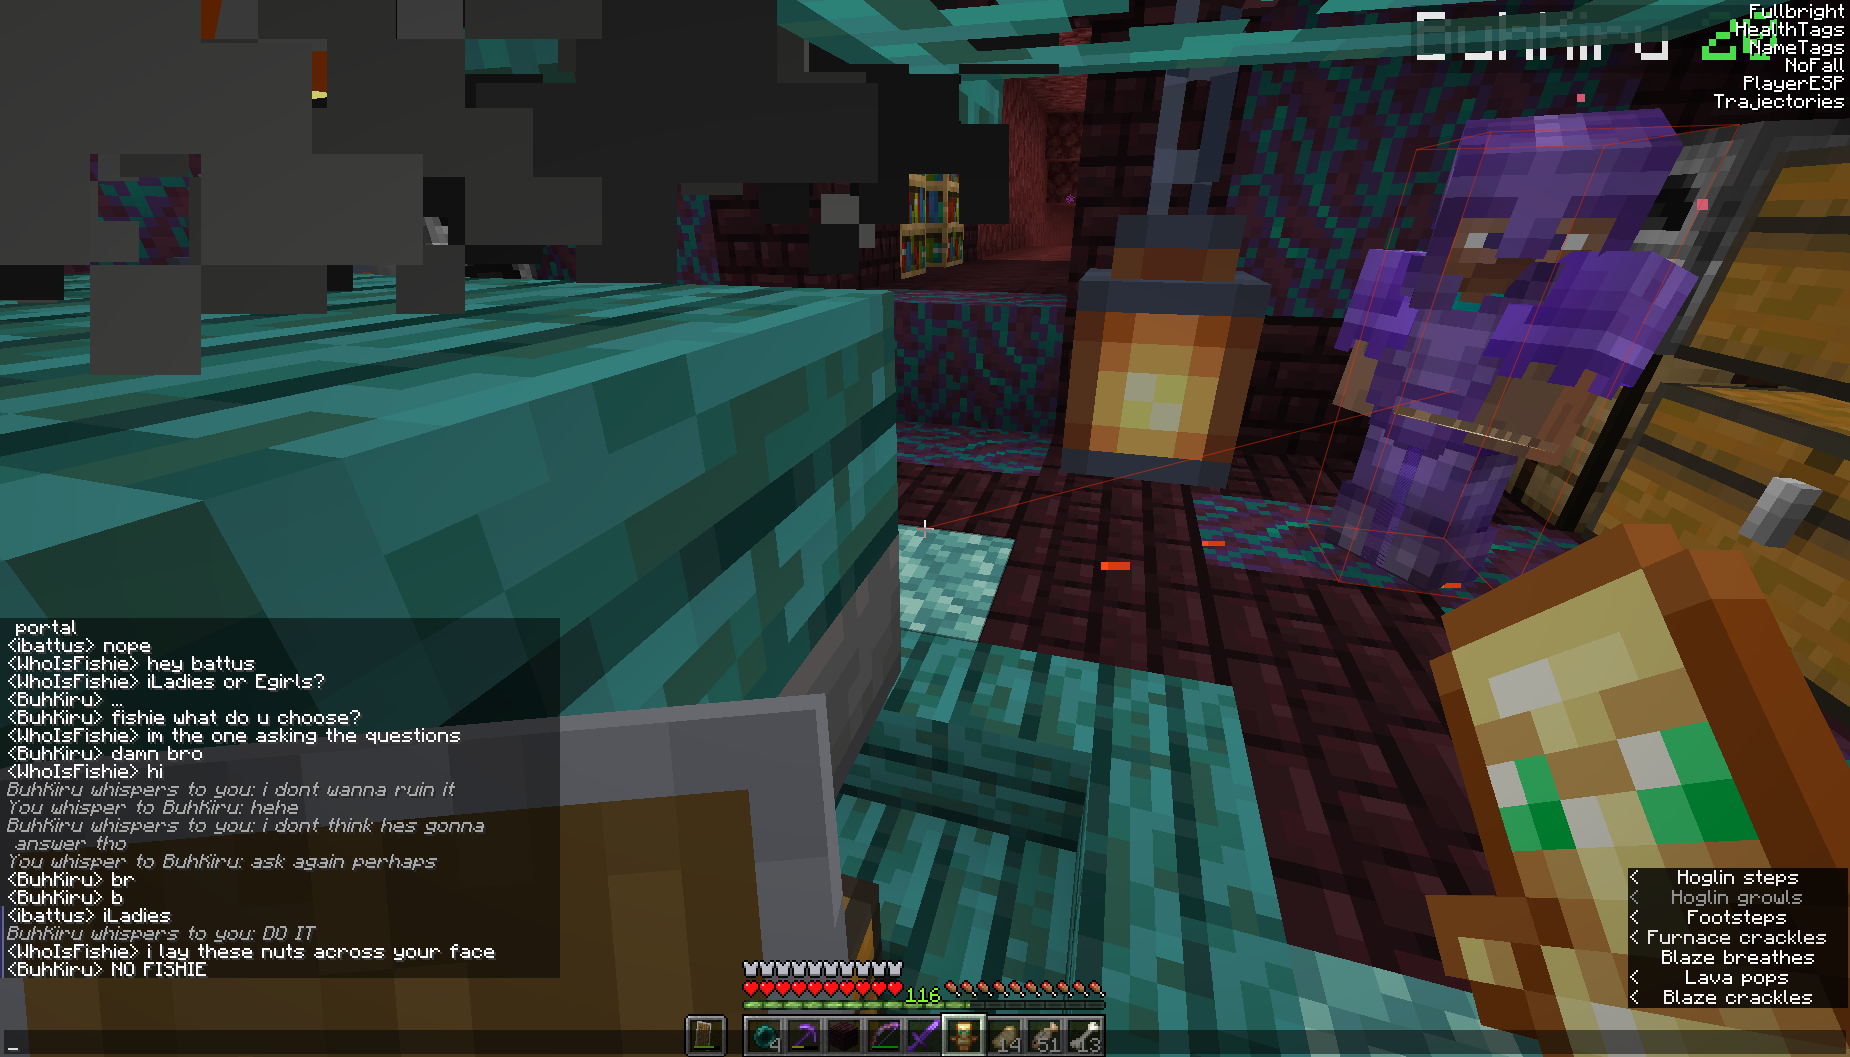 BuhKiru 20
Fullbright
HealthTags
NameTags
NoFall
PlayerESP
Trajectories
portal
<ibattus> nope
<WhoIsFishie> hey battus
<WhoIsFishie> iLadies or Egirls?
<BuhKiru> ...
<BuhKiru> fishie what do u choose?
<WhoIsFishie> im the one asking the questions
<BuhKiru> damn bro
<WhoIsFishie> hi
BuhKiru whispers to you: i dont wanna ruin it
You whisper to BuhKiru: hehe
BuhKiru whispers to you: i dont think hes gonna
answer tho
You whisper to BuhKiru: ask again perhaps
<BuhKiru> br
<BuhKiru> b
<ibattus> iLadies
BuhKiru whispers to you: DO IT
<WhoIsFishie> i lay these nuts across your face
<BuhKiru> NO FISHIE
_
< Hoglin steps
< Hoglin growls
< Footsteps
< Furnace crackles
Blaze breathes
< Lava pops
< Blaze crackles
116
4
14
51
13